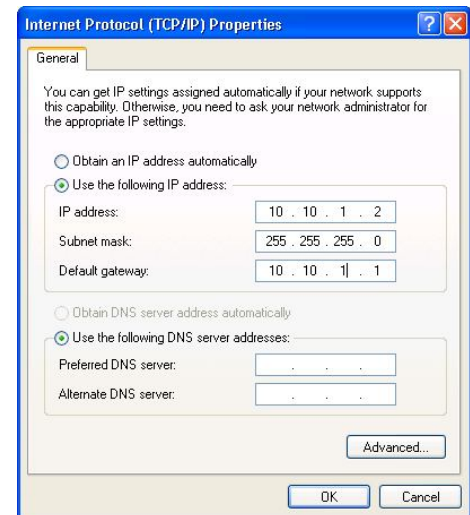 Internet Protocol (TCP/IP) Properties
General
You can get IP settings assigned automatically if your network supports
this capability. Otherwise, you need to ask your network administrator for
the appropriate IP settings.
Obtain an IP address automatically
Use the following IP address:
IP address: 10 . 10 . 1 . 2
Subnet mask: 255 . 255 . 255 . 0
Default gateway: 10 . 10 . 1 . 1
Obtain DNS server address automatically
Use the following DNS server addresses:
Preferred DNS server: . . .
Alternate DNS server: . . .
Advanced...
OK Cancel